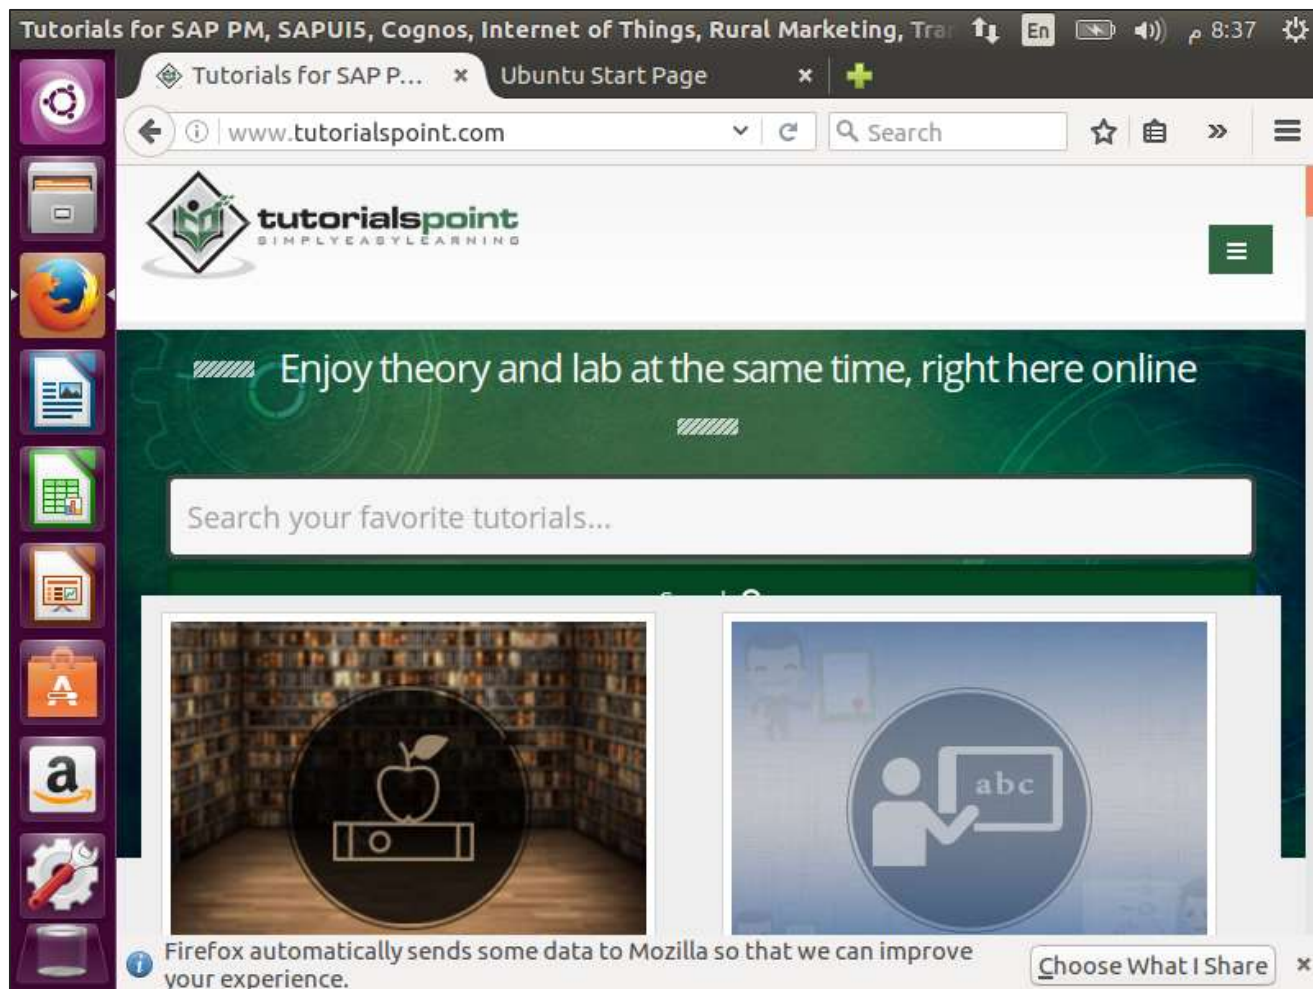 Tutorials for SAP PM, SAPUI5, Cognos, Internet of Things, Rural Marketing, Tra
En
م 8:37
Tutorials for SAP P...
Ubuntu Start Page
www.tutorialspoint.com
Search
tutorialspoint
SIMPLYEASYLEARNING
Enjoy theory and lab at the same time, right here online
Search your favorite tutorials...
A
a
abc
Firefox automatically sends some data to Mozilla so that we can improve
your experience.
Choose What I Share